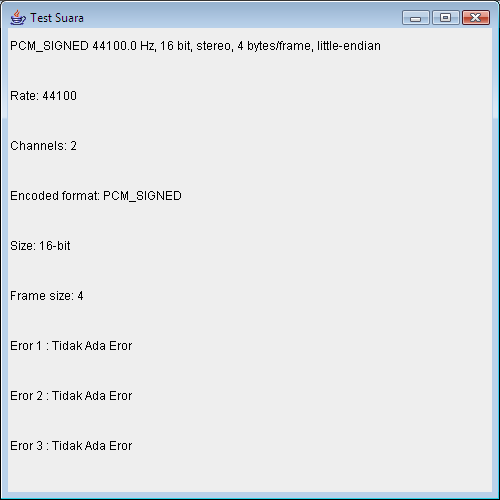 Test Suara
PCM_SIGNED 44100.0 Hz, 16 bit, stereo, 4 bytes/frame, little-endian
Rate: 44100
Channels: 2
Encoded format: PCM_SIGNED
Size: 16-bit
Frame size: 4
Eror 1 : Tidak Ada Eror
Eror 2 : Tidak Ada Eror
Eror 3 : Tidak Ada Eror